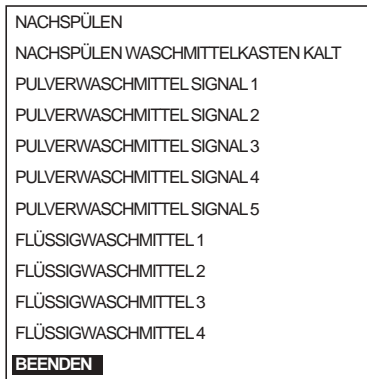 NACHSPÜLEN
NACHSPÜLEN WASCHMITTELKASTEN KALT
PULVERWASCHMITTEL SIGNAL 1
PULVERWASCHMITTEL SIGNAL 2
PULVERWASCHMITTEL SIGNAL 3
PULVERWASCHMITTEL SIGNAL 4
PULVERWASCHMITTEL SIGNAL 5
FLÜSSIGWASCHMITTEL 1
FLÜSSIGWASCHMITTEL 2
FLÜSSIGWASCHMITTEL 3
FLÜSSIGWASCHMITTEL 4
BEENDEN